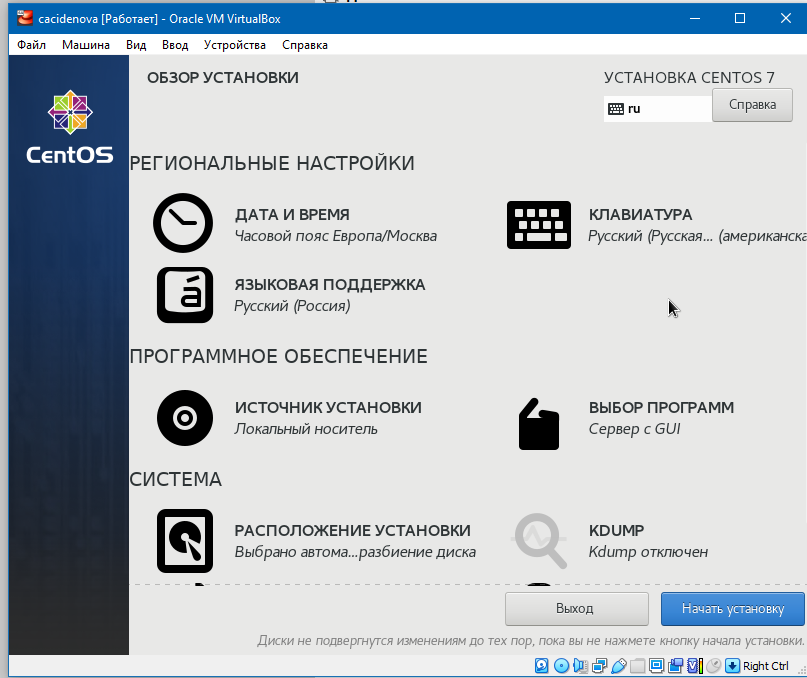 cacidenova [Работает] - Oracle VM VirtualBox
Файл Машина Вид Ввод Устройства Справка
ОБЗОР УСТАНОВКИ
УСТАНОВКА CENTOS 7
ru
Справка
CentOS
РЕГИОНАЛЬНЫЕ НАСТРОЙКИ
ДАТА И ВРЕМЯ
Часовой пояс Европа/Москва
КЛАВИАТУРА
Русский (Русская... (американска
ЯЗЫКОВАЯ ПОДДЕРЖКА
Русский (Россия)
ПРОГРАММНОЕ ОБЕСПЕЧЕНИЕ
ИСТОЧНИК УСТАНОВКИ
Локальный носитель
ВЫБОР ПРОГРАММ
Сервер с GUI
СИСТЕМА
РАСПОЛОЖЕНИЕ УСТАНОВКИ
Выбрано автома...разбиение диска
KDUMP
Kdump отключен
Выход
Начать установку
Диски не подвергнутся изменениям до тех пор, пока вы не нажмете кнопку начала установки.
Right Ctrl